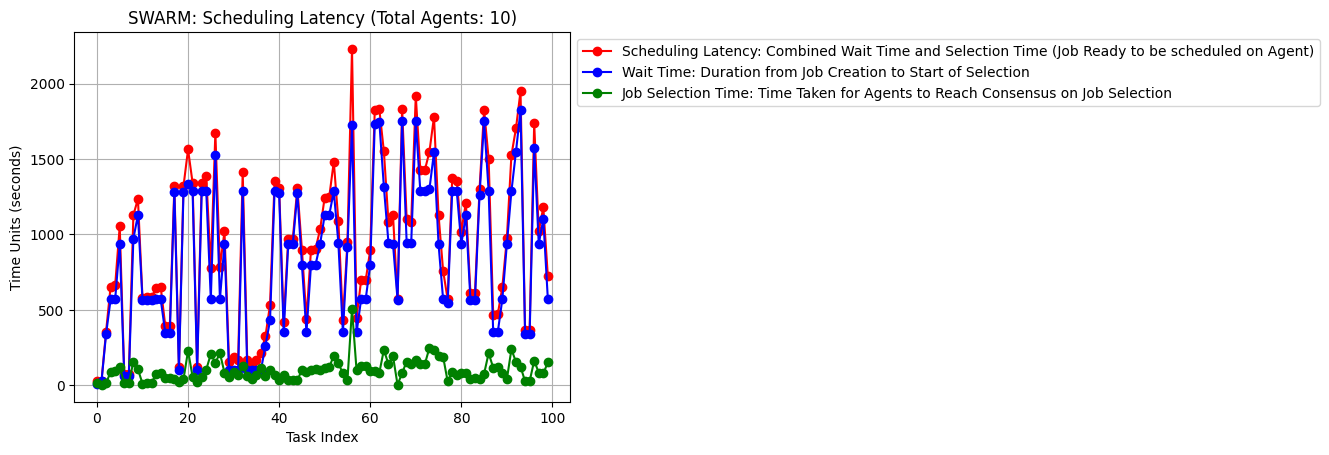 SWARM: Scheduling Latency (Total Agents: 10)
Scheduling Latency: Combined Wait Time and Selection Time (Job Ready to be scheduled on Agent)
Wait Time: Duration from Job Creation to Start of Selection
Job Selection Time: Time Taken for Agents to Reach Consensus on Job Selection
Time Units (seconds)
2000
1500
1000
500
0
0 20 40 60 80 100
Task Index